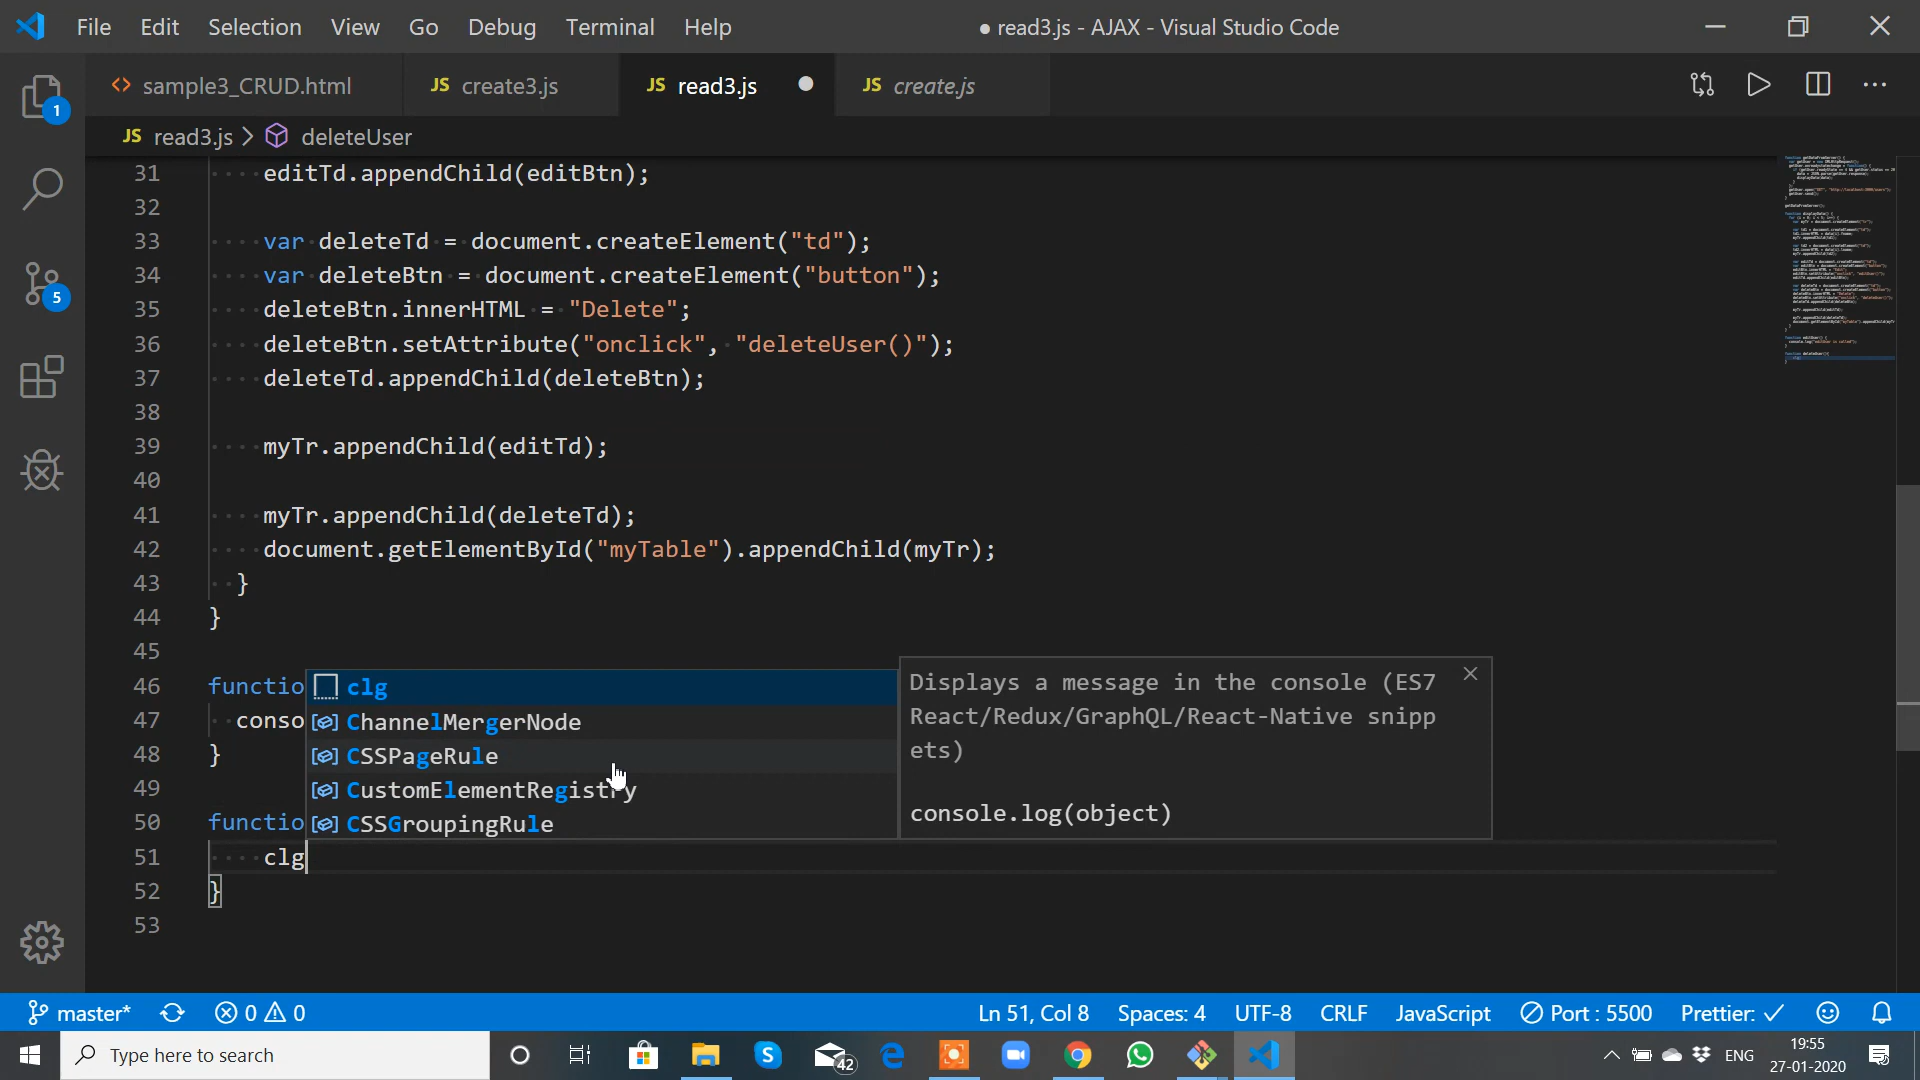 File Edit Selection View Go Debug Terminal Help
● read3.js - AJAX - Visual Studio Code
<> sample3_CRUD.html JS create3.js JS read3.js JS create.js
JS read3.js > deleteUser
1
5
31 editTd.appendChild(editBtn);
32
33 var deleteTd = document.createElement("td");
34 var deleteBtn = document.createElement("button");
35 deleteBtn.innerHTML = "Delete";
36 deleteBtn.setAttribute("onclick", "deleteUser()");
37 deleteTd.appendChild(deleteBtn);
38
39 myTr.appendChild(editTd);
40
41 myTr.appendChild(deleteTd);
42 document.getElementById("myTable").appendChild(myTr);
43 }
44 }
45
46 functio
47 conso
48 }
49
50 functio
51 clg
52 }
53
clg
ChannelMergerNode
CSSPageRule
CustomElementRegistry
CSSGroupingRule
Displays a message in the console (ES7
React/Redux/GraphQL/React-Native snipp
ets)
console.log(object)
master* 0 0 Ln 51, Col 8 Spaces: 4 UTF-8 CRLF JavaScript Port : 5500 Prettier: ✓
Type here to search 42 ENG 19:55
27-01-2020